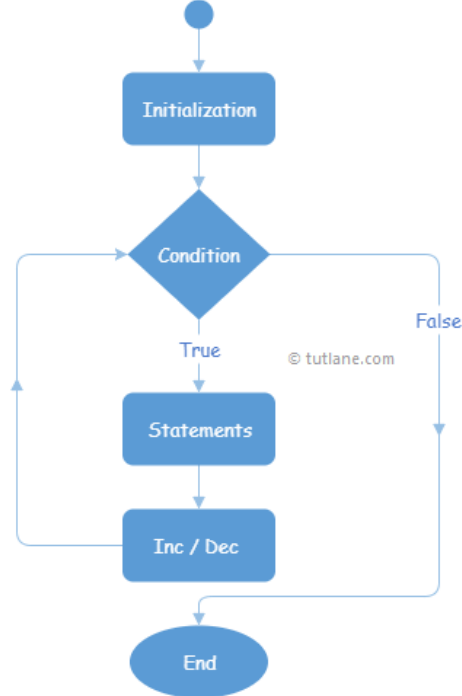 Initialization
Condition
False
True
© tutlane.com
Statements
Inc / Dec
End